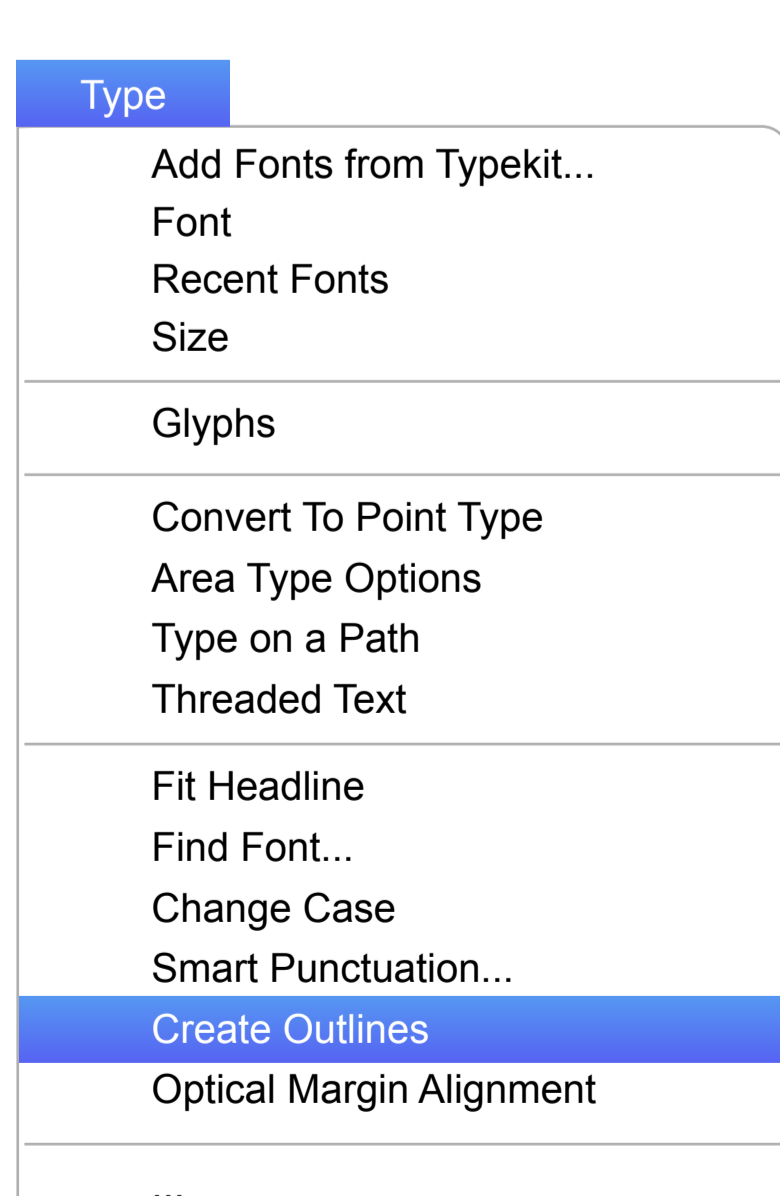 Type
Add Fonts from Typekit...
Font
Recent Fonts
Size
Glyphs
Convert To Point Type
Area Type Options
Type on a Path
Threaded Text
Fit Headline
Find Font...
Change Case
Smart Punctuation...
Create Outlines
Optical Margin Alignment
...